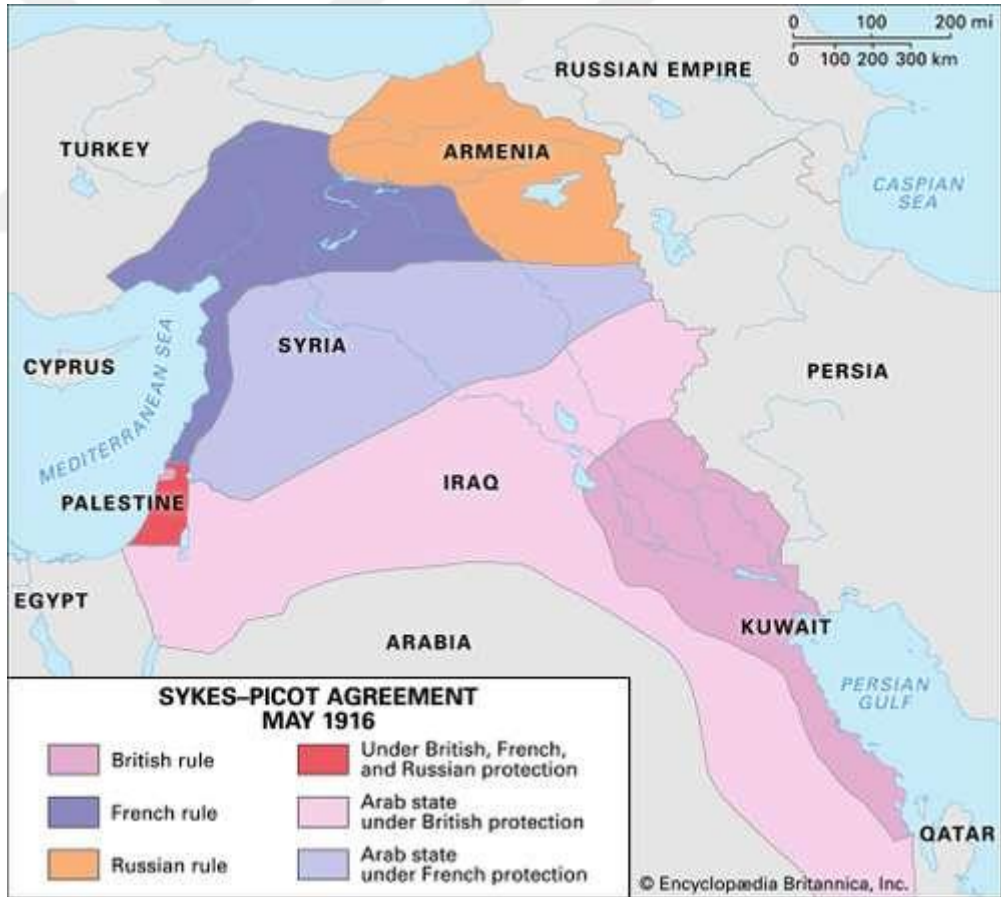 0 100 200 mi
0 100 200 300 km
RUSSIAN EMPIRE
TURKEY
ARMENIA
CASPIAN
SEA
SYRIA
CYPRUS
MEDITERRANEAN SEA
PERSIA
IRAQ
PALESTINE
EGYPT
KUWAIT
ARABIA
PERSIAN
GULF
QATAR
SYKES–PICOT AGREEMENT
MAY 1916
British rule
French rule
Russian rule
Under British, French,
and Russian protection
Arab state
under British protection
Arab state
under French protection
© Encyclopædia Britannica, Inc.